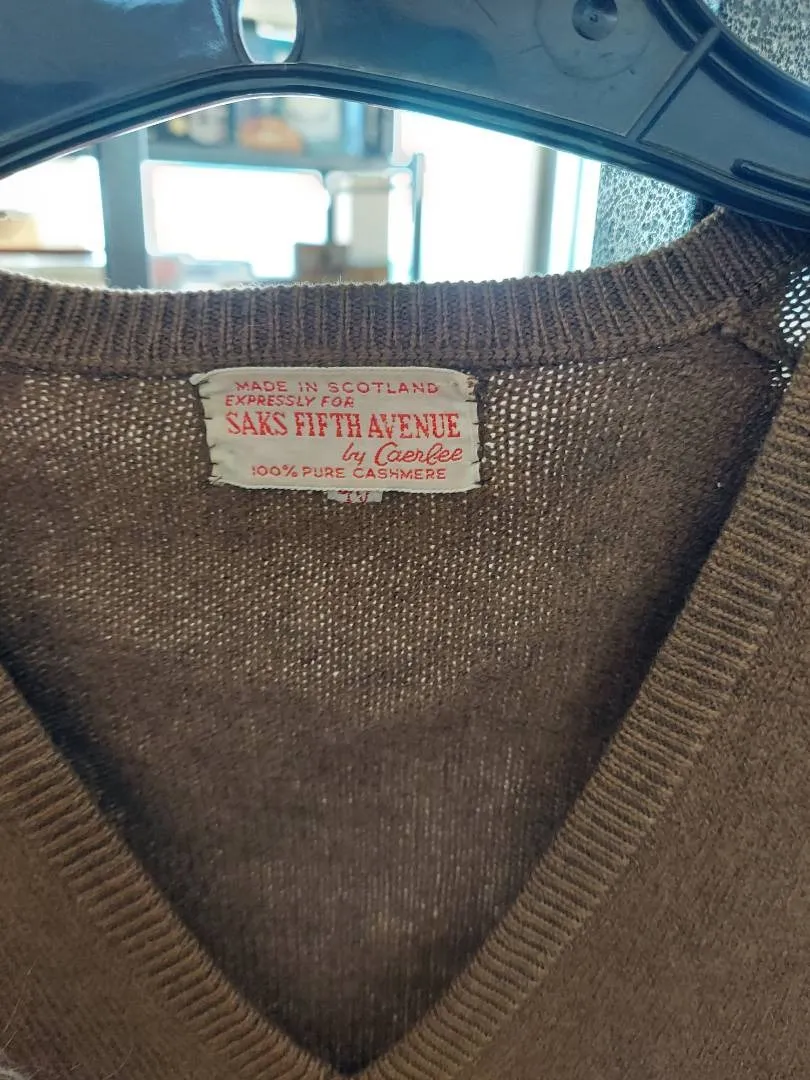 MADE IN SCOTLAND
EXPRESSLY FOR
SAKS FIFTH AVENUE
by Caerlee
100% PURE CASHMERE